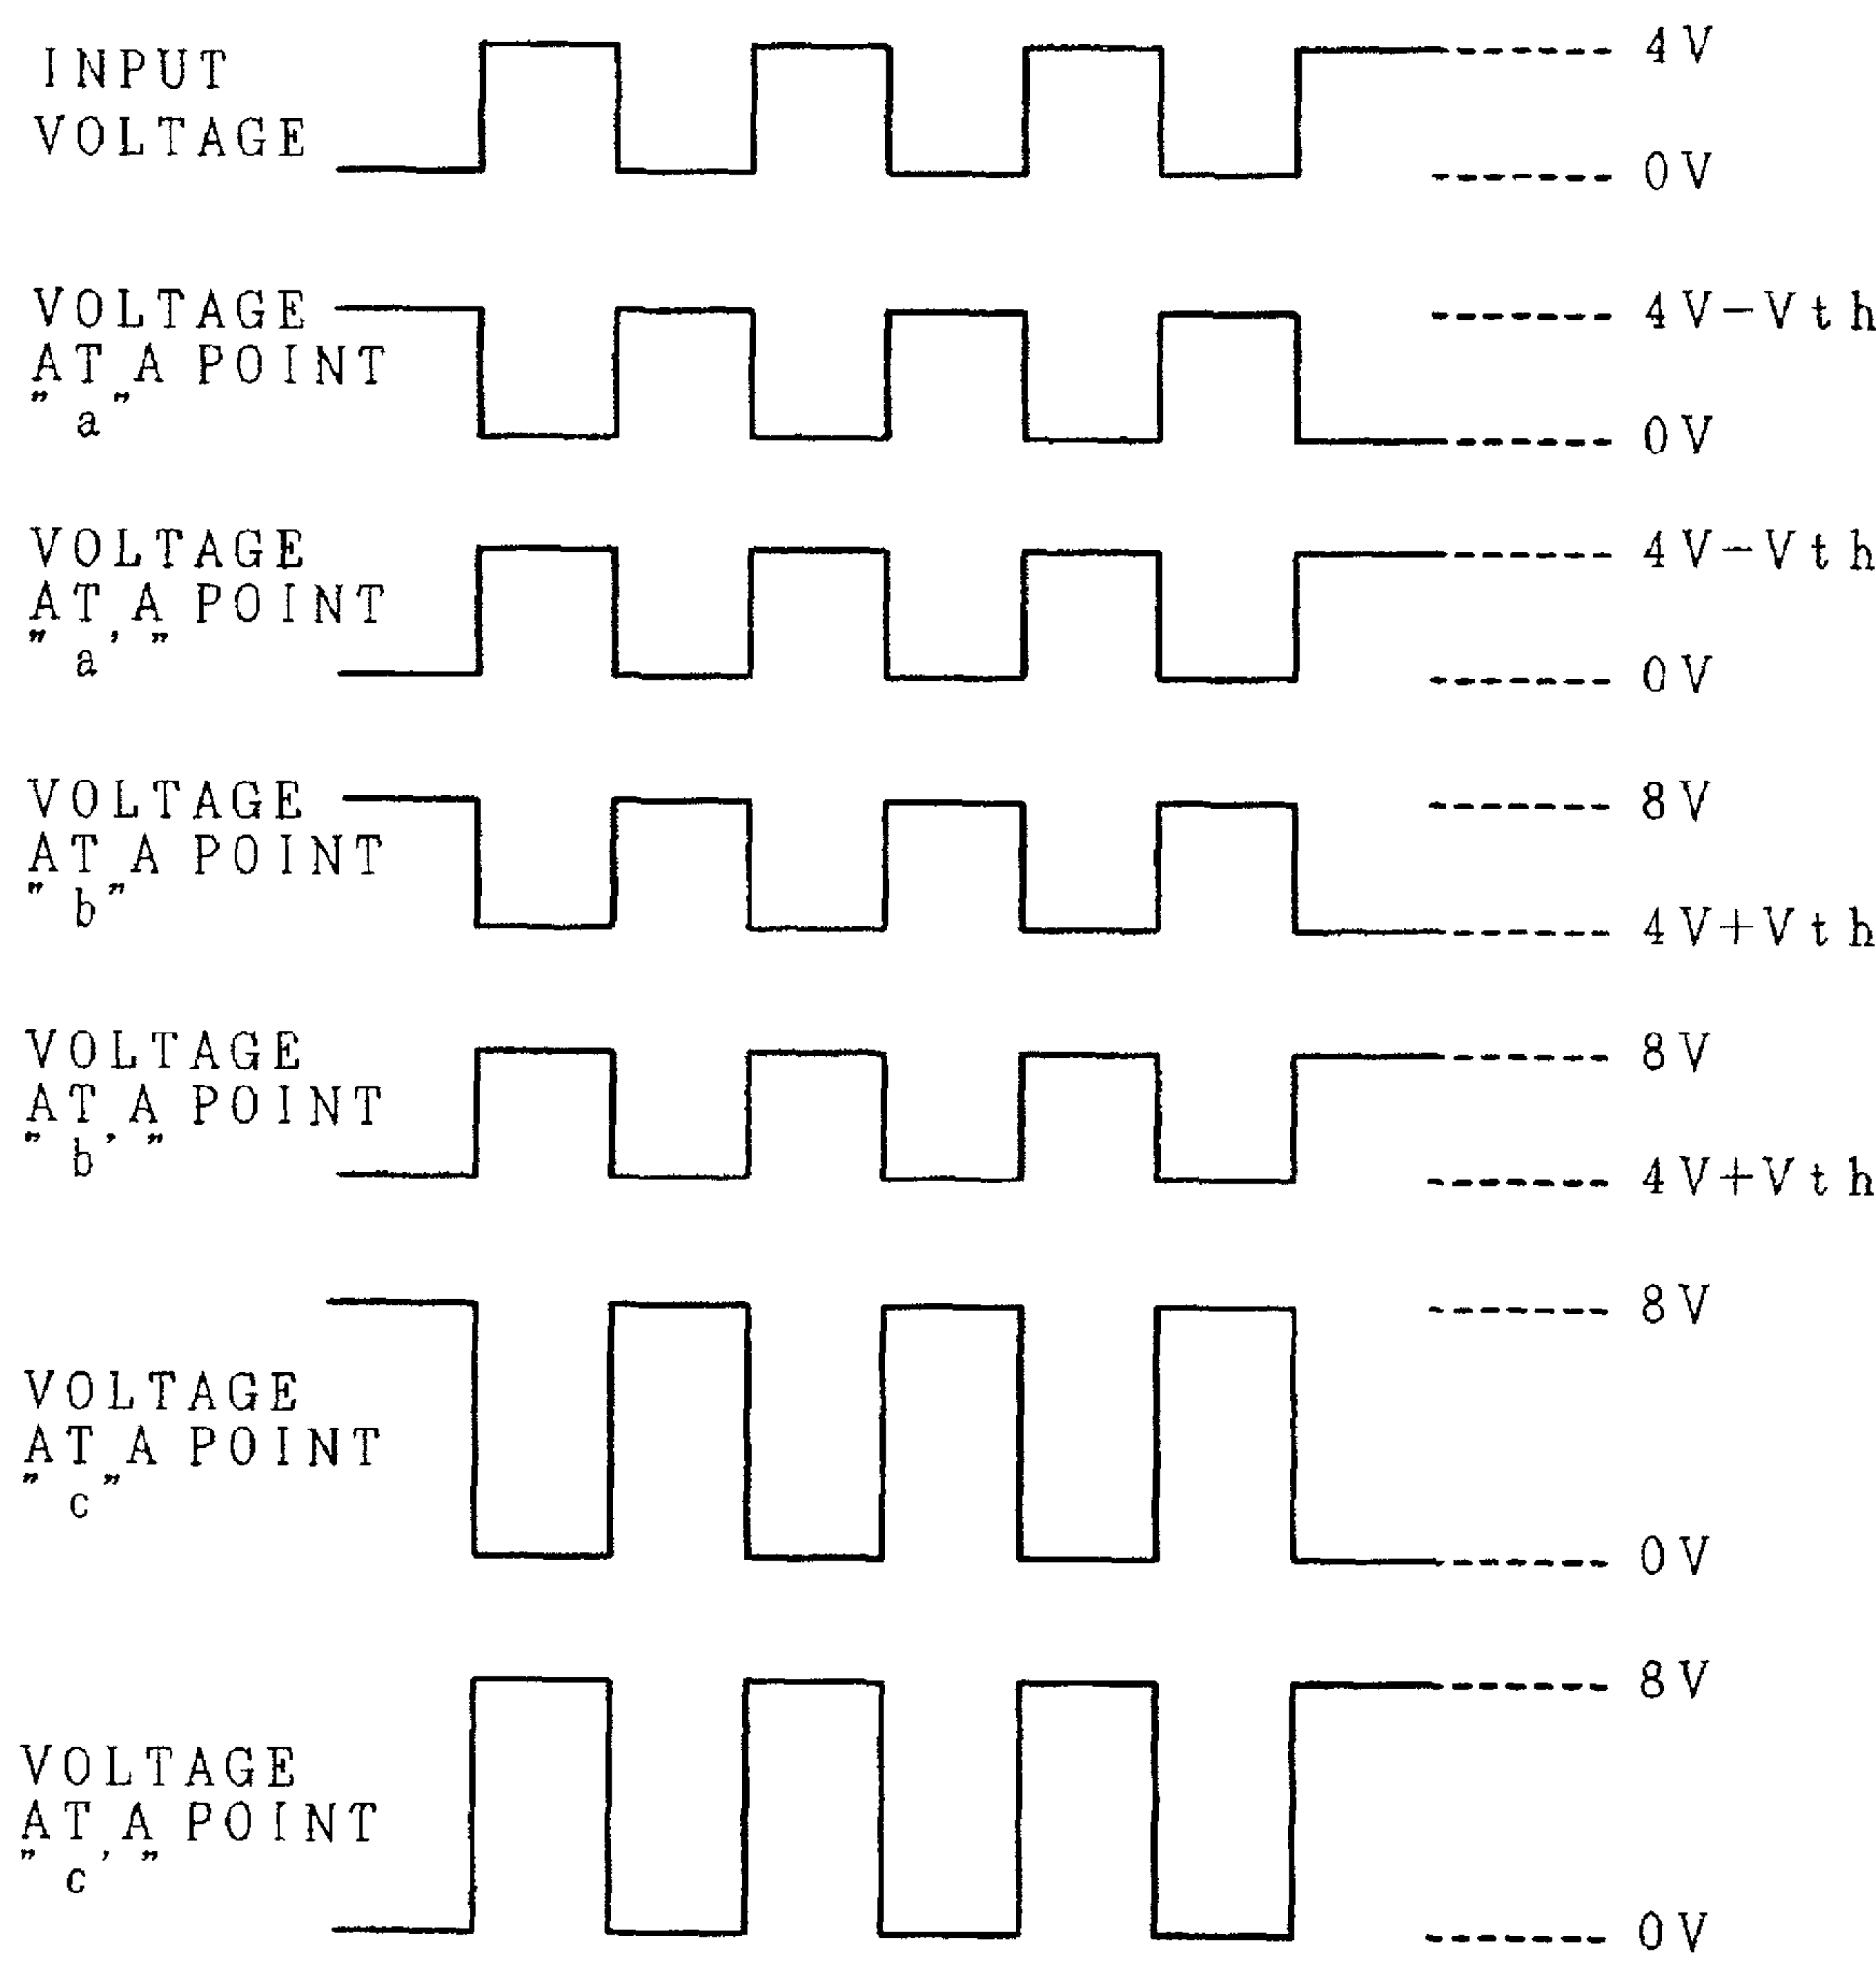 INPUT
VOLTAGE
4V
0V
VOLTAGE
AT A POINT
"a"
4V-Vth
0V
VOLTAGE
AT A POINT
"a'"
4V-Vth
0V
VOLTAGE
AT A POINT
"b"
8V
4V+Vth
VOLTAGE
AT A POINT
"b'"
8V
4V+Vth
VOLTAGE
AT A POINT
"c"
8V
0V
VOLTAGE
AT A POINT
"c'"
8V
0V